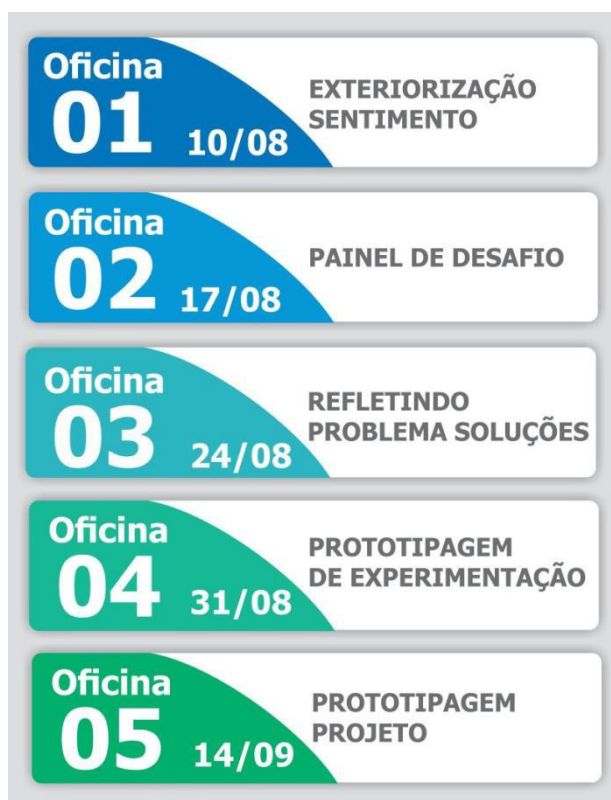 Oficina
01 10/08
EXTERIORIZAÇÃO
SENTIMENTO
Oficina
02 17/08
PAINEL DE DESAFIO
Oficina
03 24/08
REFLETINDO
PROBLEMA SOLUÇÕES
Oficina
04 31/08
PROTOTIPAGEM
DE EXPERIMENTAÇÃO
Oficina
05 14/09
PROTOTIPAGEM
PROJETO